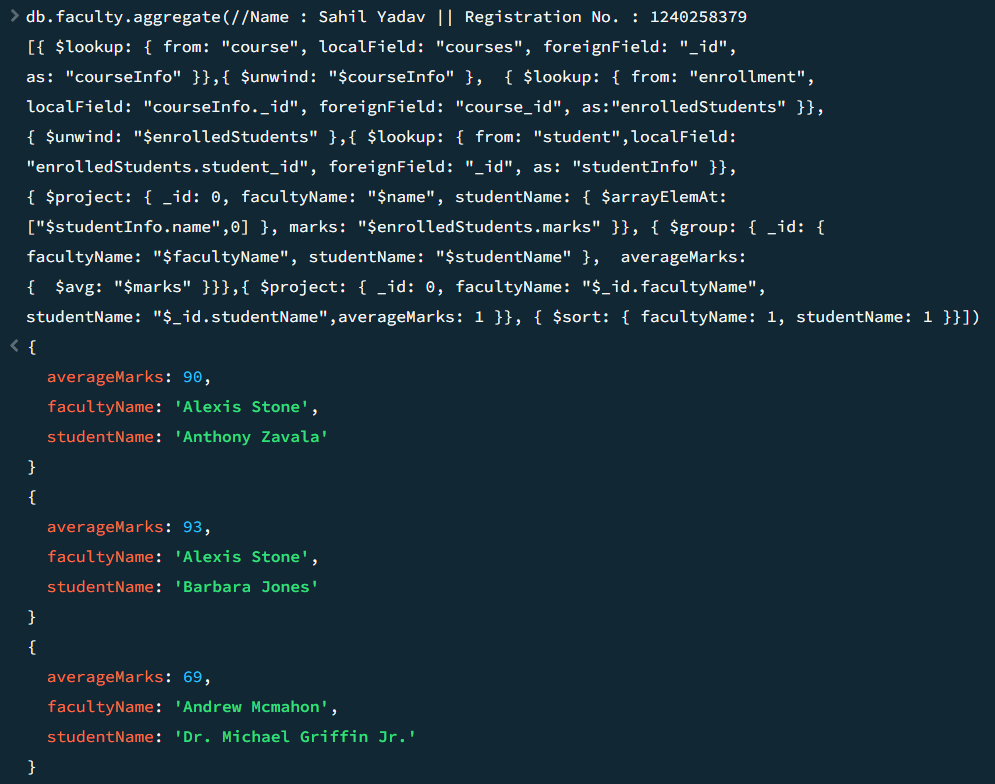 db.faculty.aggregate(//Name : Sahil Yadav || Registration No. : 1240258379
[{ $lookup: { from: "course", localField: "courses", foreignField: "_id",
as: "courseInfo" }},{ $unwind: "$courseInfo" },  { $lookup: { from: "enrollment",
localField: "courseInfo._id", foreignField: "course_id", as:"enrolledStudents" }},
{ $unwind: "$enrolledStudents" },{ $lookup: { from: "student",localField:
"enrolledStudents.student_id", foreignField: "_id", as: "studentInfo" }},
{ $project: { _id: 0, facultyName: "$name", studentName: { $arrayElemAt:
["$studentInfo.name",0] }, marks: "$enrolledStudents.marks" }}, { $group: { _id: {
facultyName: "$facultyName", studentName: "$studentName" },  averageMarks:
{  $avg: "$marks" }}},{ $project: { _id: 0, facultyName: "$_id.facultyName",
studentName: "$_id.studentName",averageMarks: 1 }}, { $sort: { facultyName: 1, studentName: 1 }}])
{
averageMarks: 90,
facultyName: 'Alexis Stone',
studentName: 'Anthony Zavala'
}
{
averageMarks: 93,
facultyName: 'Alexis Stone',
studentName: 'Barbara Jones'
}
{
averageMarks: 69,
facultyName: 'Andrew Mcmahon',
studentName: 'Dr. Michael Griffin Jr.'
}